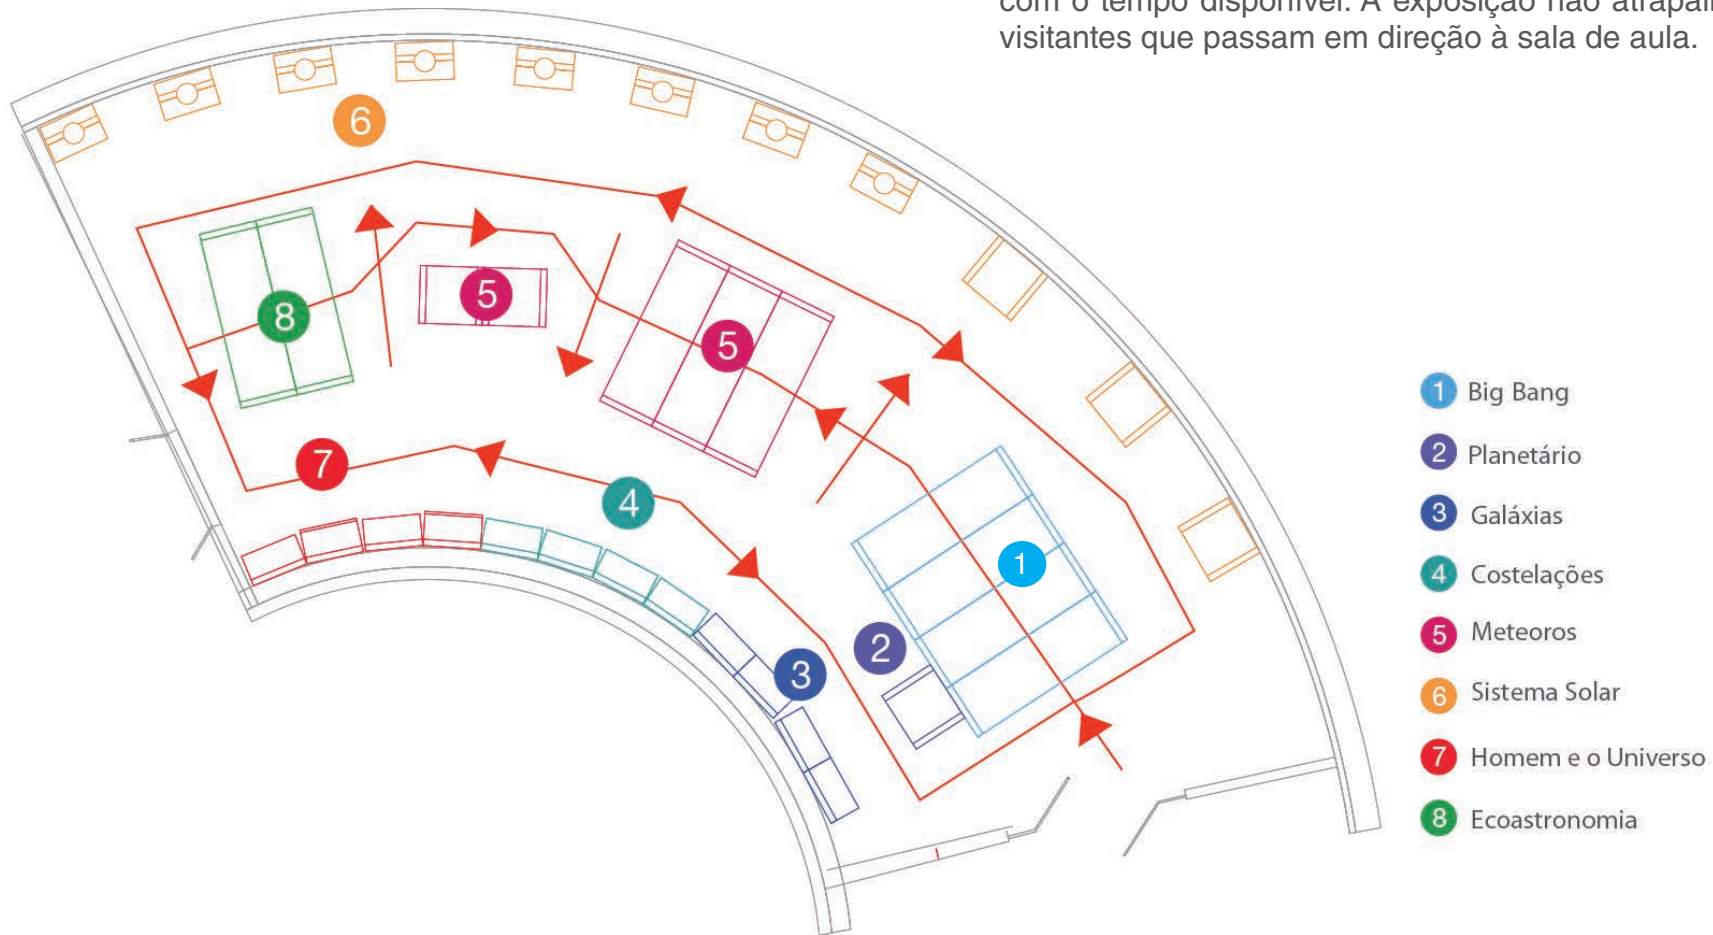 visitantes que passam em direção à sala de aula.
6
8
5
5
7
4
1
2
3
1 Big Bang
2 Planetário
3 Galáxias
4 Costelações
5 Meteoros
6 Sistema Solar
7 Homem e o Universo
8 Ecoastronomia